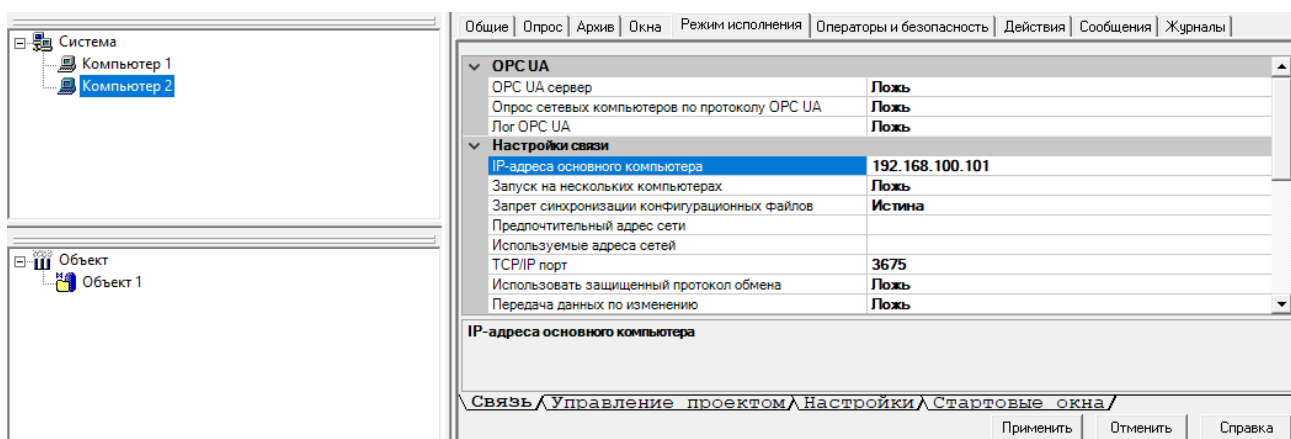 Система
Компьютер 1
Компьютер 2
Объект
Объект 1
Общие Опрос Архив Окна Режим исполнения Операторы и безопасность Действия Сообщения Журналы
OPC UA
OPC UA сервер Ложь
Опрос сетевых компьютеров по протоколу OPC UA Ложь
Лог OPC UA Ложь
Настройки связи
IP-адреса основного компьютера 192.168.100.101
Запуск на нескольких компьютерах Ложь
Запрет синхронизации конфигурационных файлов Истина
Предпочтительный адрес сети
Используемые адреса сетей
TCP/IP порт 3675
Использовать защищенный протокол обмена Ложь
Передача данных по изменению Ложь
IP-адреса основного компьютера
Связь Управление проектом Настройки Стартовые окна
Применить Отменить Справка